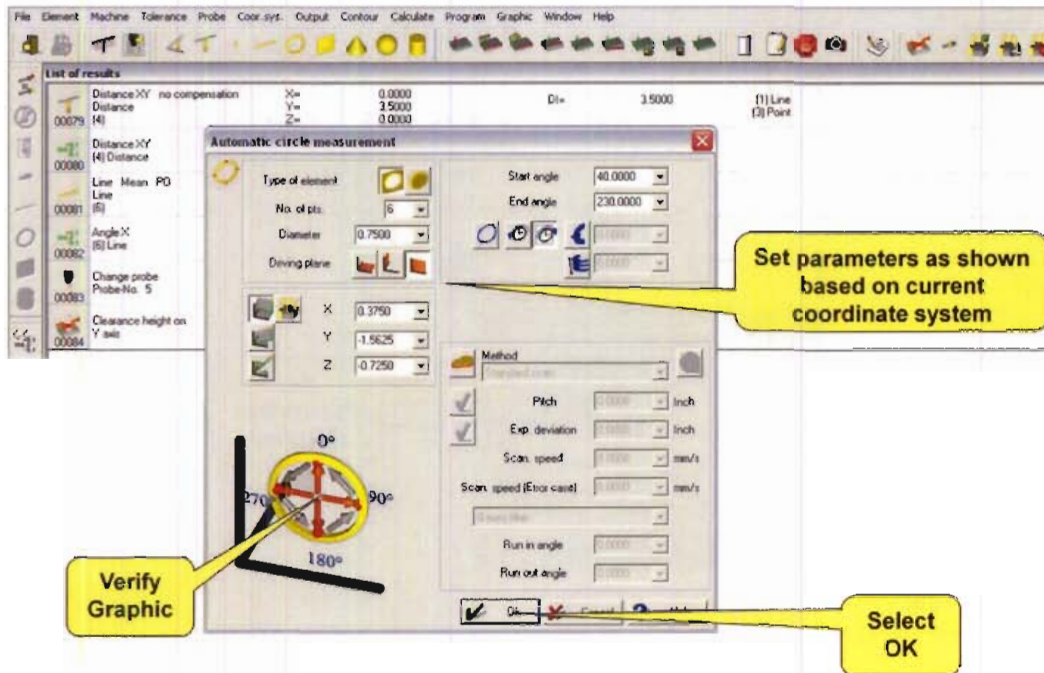 File Element Machine Tolerance Probe Coor.sys. Output Contour Calculate Program Graphic Window Help
List of results
Distance XY no compensation X= 0.0000
Distance Y= 3.5000 DI= 3.5000 (1) Line
00079 (4) Z= 0.0000 (3) Point
Distance XY
(4) Distance
00080
Line Mean PO
Line
00081 (6)
Angle X
(6) Line
00082
Change probe
Probe-No. 5
00083
Clearance height on
Y axis
00084
Automatic circle measurement
Type of element
No. of pts. 6
Diameter 0.7500
Driving plane
X 0.3750
Y -1.5625
Z -0.7250
Start angle 40.0000
End angle 230.0000
Method
Pitch Inch
Exp. deviation Inch
Scan. speed mm/s
Scan. speed (Error case) mm/s
Run in angle
Run out angle
0°
90°
180°
270°
Set parameters as shown
based on current
coordinate system
Verify
Graphic
Select
OK